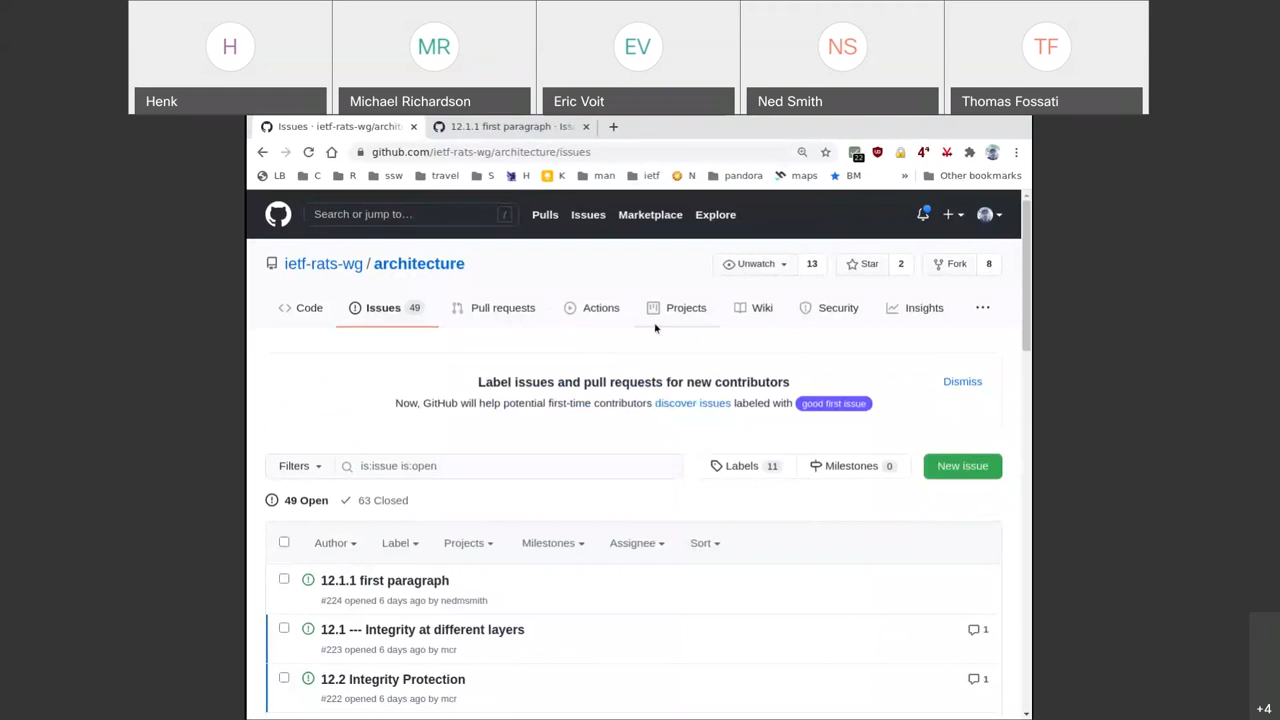 H MR EV NS TF
Henk Michael Richardson Eric Voit Ned Smith Thomas Fossati
Issues · ietf-rats-wg/archit 12.1.1 first paragraph · Iss
github.com/ietf-rats-wg/architecture/issues 22
LB C R ssw travel S H K man ietf N pandora maps BM » Other bookmarks
Search or jump to… / Pulls Issues Marketplace Explore
ietf-rats-wg / architecture Unwatch 13 Star 2 Fork 8
Code Issues 49 Pull requests Actions Projects Wiki Security Insights
Label issues and pull requests for new contributors Dismiss
Now, GitHub will help potential first-time contributors discover issues labeled with good first issue
Filters is:issue is:open Labels 11 Milestones 0 New issue
49 Open 63 Closed
Author Label Projects Milestones Assignee Sort
12.1.1 first paragraph
#224 opened 6 days ago by nedmsmith
12.1 --- Integrity at different layers 1
#223 opened 6 days ago by mcr
12.2 Integrity Protection 1
#222 opened 6 days ago by mcr
+4